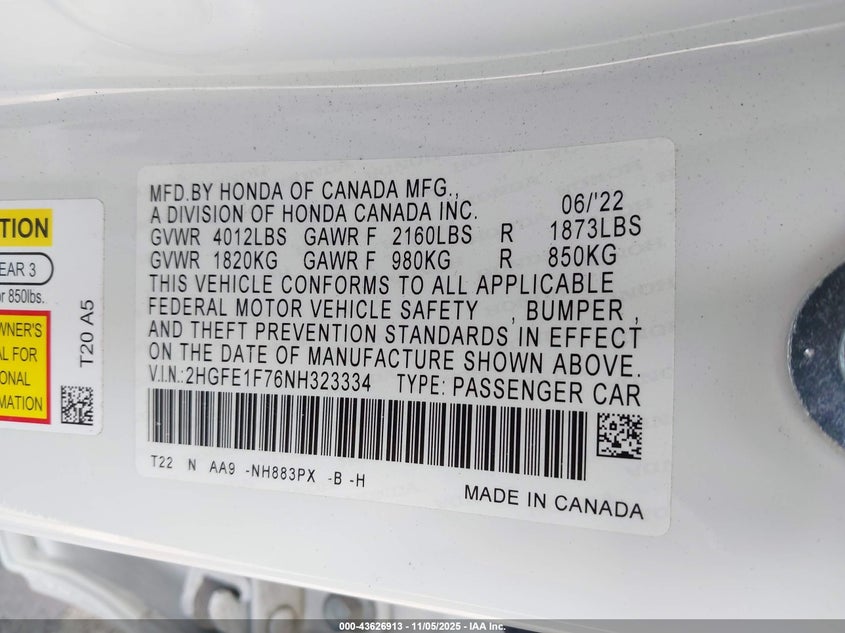 TION
EAR 3
r 850lbs.
WNER'S
AL FOR
IONAL
RMATION
T20 A5
MFD.BY HONDA OF CANADA MFG.,
A DIVISION OF HONDA CANADA INC. 06/'22
GVWR 4012LBS GAWR F 2160LBS R 1873LBS
GVWR 1820KG GAWR F 980KG R 850KG
THIS VEHICLE CONFORMS TO ALL APPLICABLE
FEDERAL MOTOR VEHICLE SAFETY , BUMPER ,
AND THEFT PREVENTION STANDARDS IN EFFECT
ON THE DATE OF MANUFACTURE SHOWN ABOVE.
V.I.N.:2HGFE1F76NH323334 TYPE: PASSENGER CAR
T22 N AA9 -NH883PX -B -H
MADE IN CANADA
000-43626913 - 11/05/2025 - IAA Inc.